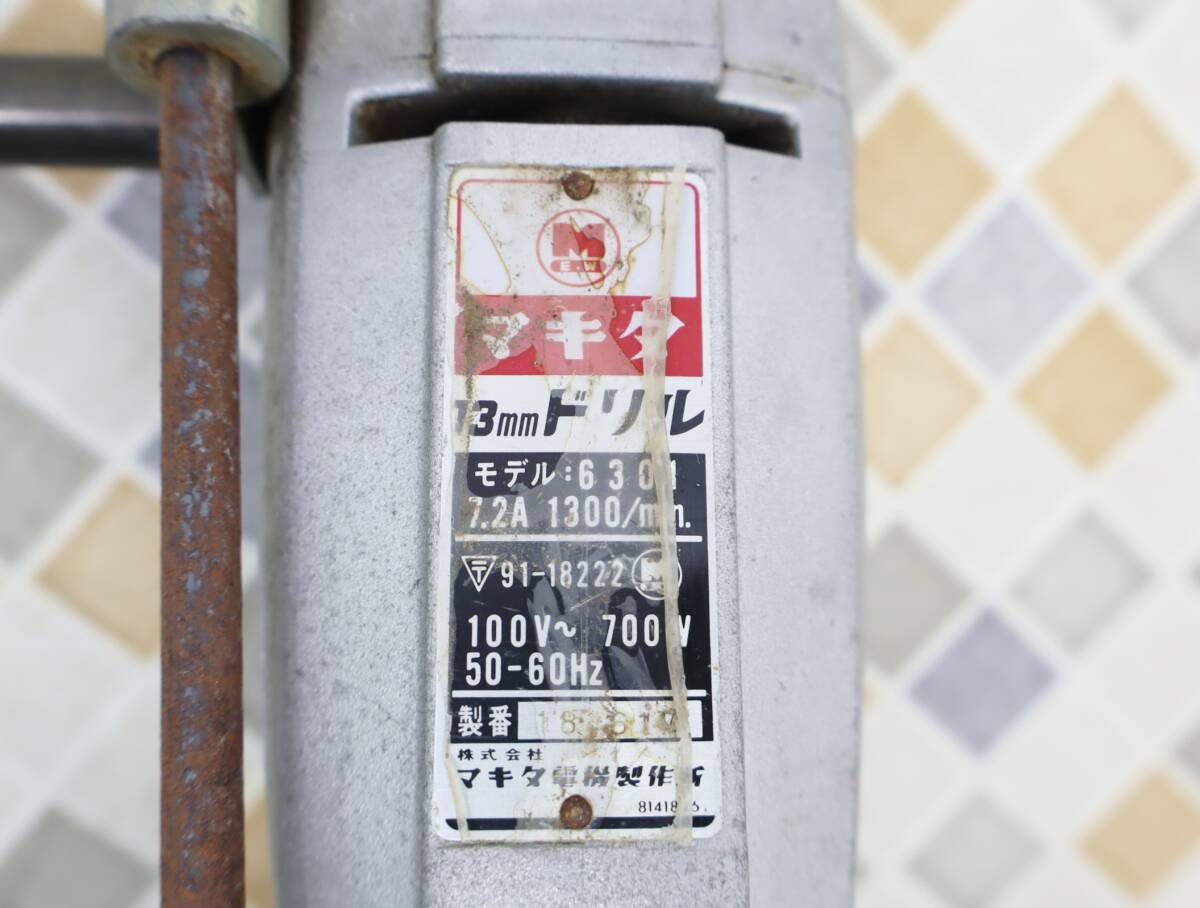 M
E.W
マキタ
13mm ドリル
モデル:6301
7.2A 1300/min.
〒 91-18222 M
100V~ 700W
50-60Hz
製番
株式会社
マキタ電機製作所